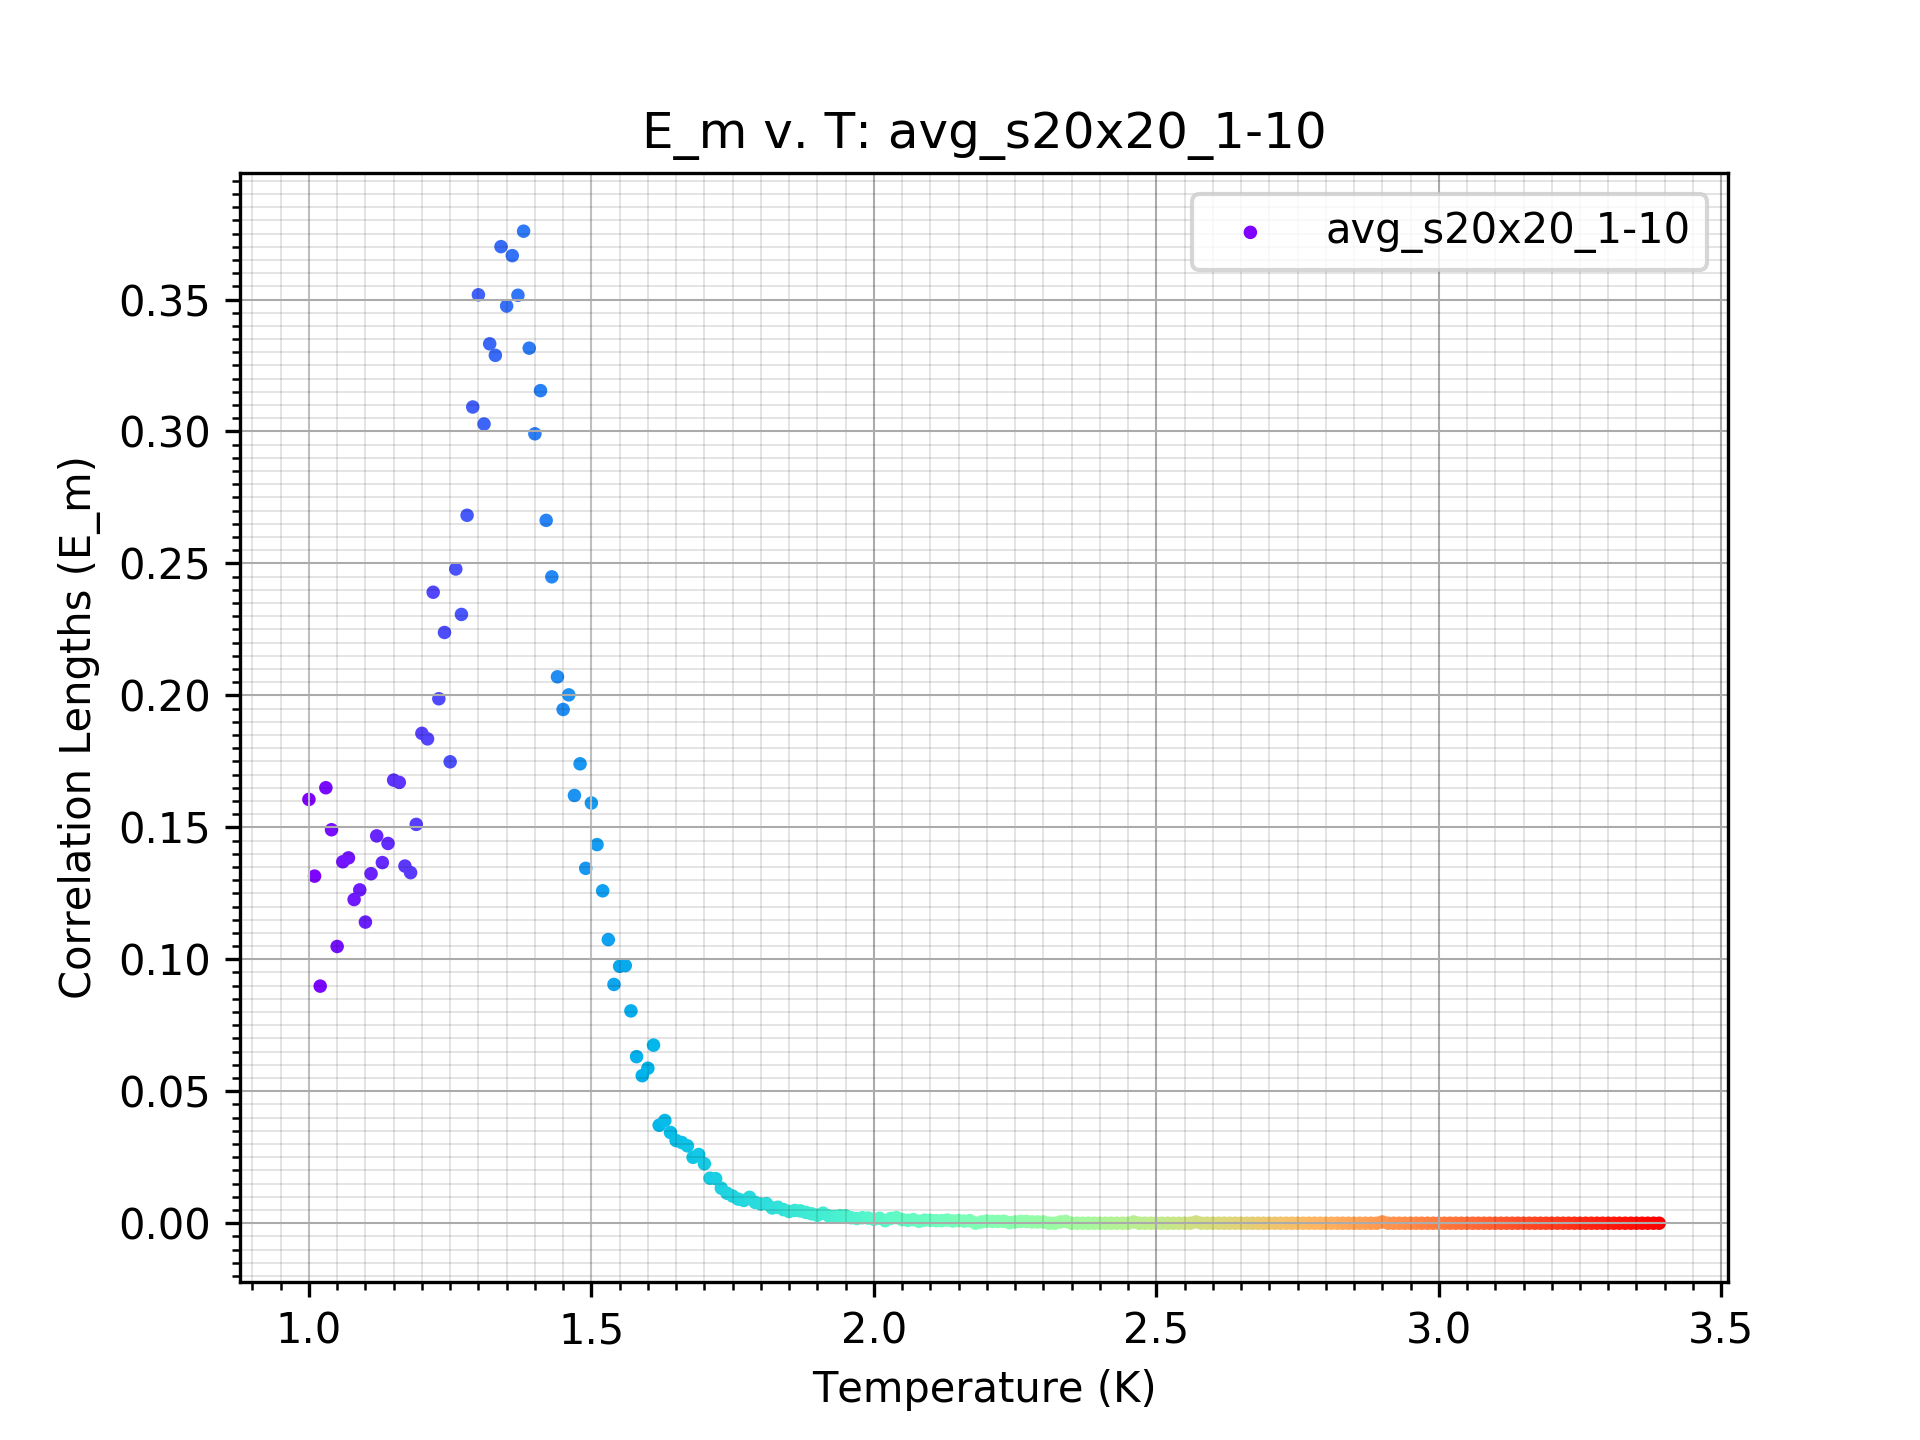 E_m v. T: avg_s20x20_1-10
avg_s20x20_1-10
Correlation Lengths (E_m)
0.35
0.30
0.25
0.20
0.15
0.10
0.05
0.00
1.0 1.5 2.0 2.5 3.0 3.5
Temperature (K)